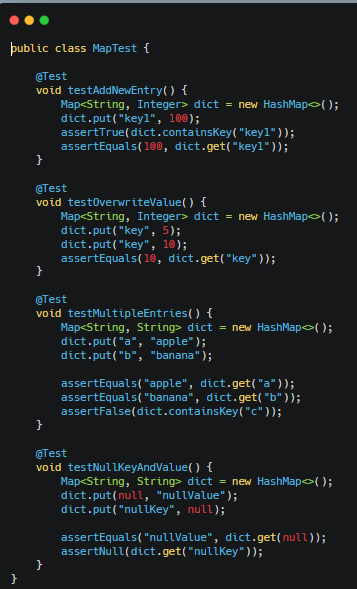 public class MapTest {

    @Test
    void testAddNewEntry() {
        Map<String, Integer> dict = new HashMap<>();
        dict.put("key1", 100);
        assertTrue(dict.containsKey("key1"));
        assertEquals(100, dict.get("key1"));
    }

    @Test
    void testOverwriteValue() {
        Map<String, Integer> dict = new HashMap<>();
        dict.put("key", 5);
        dict.put("key", 10);
        assertEquals(10, dict.get("key"));
    }

    @Test
    void testMultipleEntries() {
        Map<String, String> dict = new HashMap<>();
        dict.put("a", "apple");
        dict.put("b", "banana");

        assertEquals("apple", dict.get("a"));
        assertEquals("banana", dict.get("b"));
        assertFalse(dict.containsKey("c"));
    }

    @Test
    void testNullKeyAndValue() {
        Map<String, String> dict = new HashMap<>();
        dict.put(null, "nullValue");
        dict.put("nullKey", null);

        assertEquals("nullValue", dict.get(null));
        assertNull(dict.get("nullKey"));
    }
}